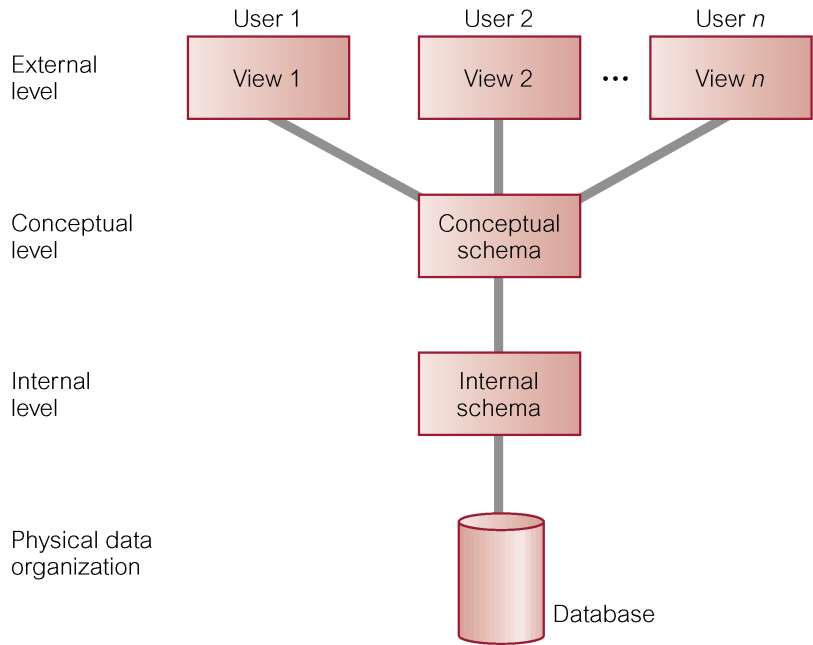 User 1
User 2
User n
External
level
View 1
View 2
...
View n
Conceptual
level
Conceptual
schema
Internal
level
Internal
schema
Physical data
organization
Database